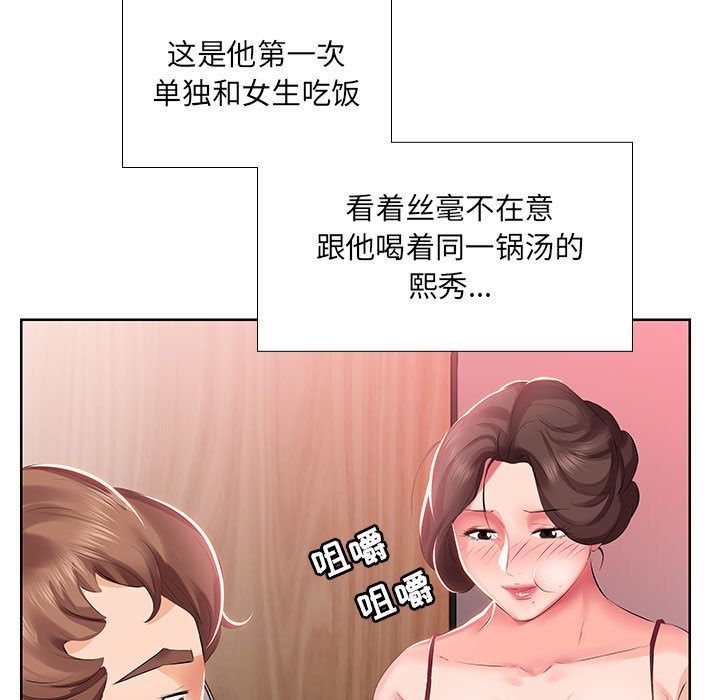 这是他第一次
单独和女生吃饭
看着丝毫不在意
跟他喝着同一锅汤的
熙秀...
咀嚼
咀嚼